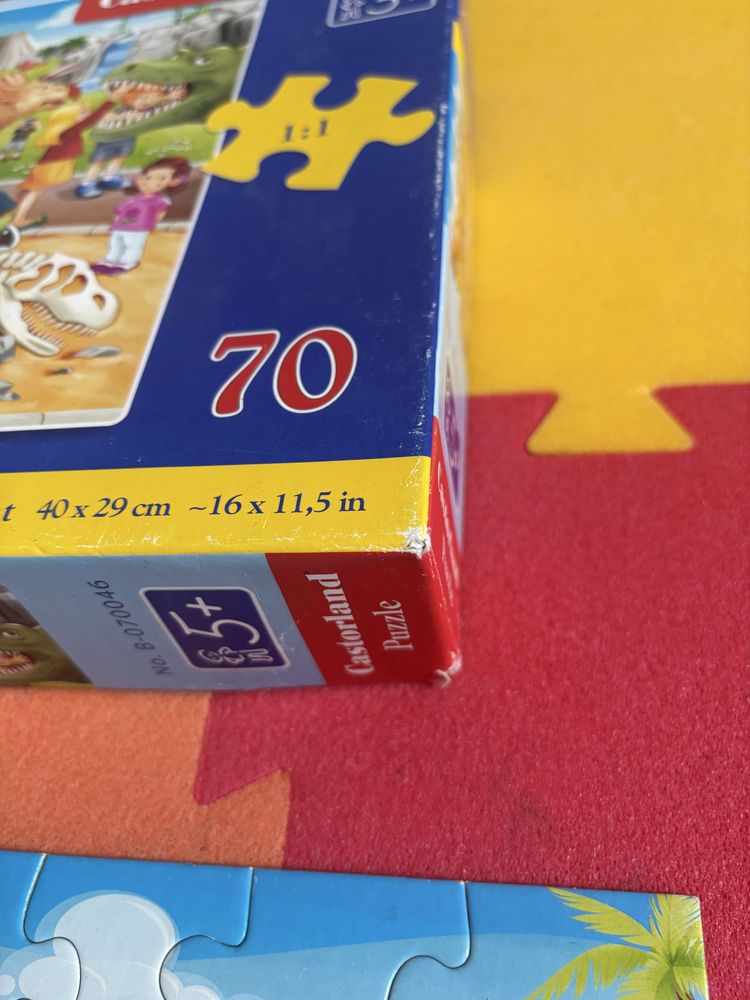 1:1
70
40 x 29 cm ~16 x 11,5 in
No. B-070046
5+
Castorland
Puzzle